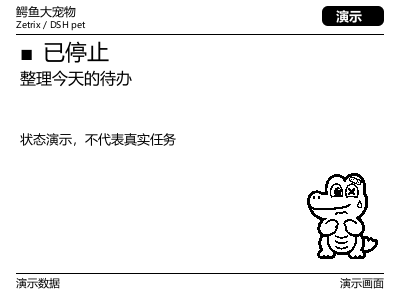 鳄鱼大宠物
Zetrix / DSH pet
演示
■ 已停止
整理今天的待办
状态演示，不代表真实任务
演示数据
演示画面